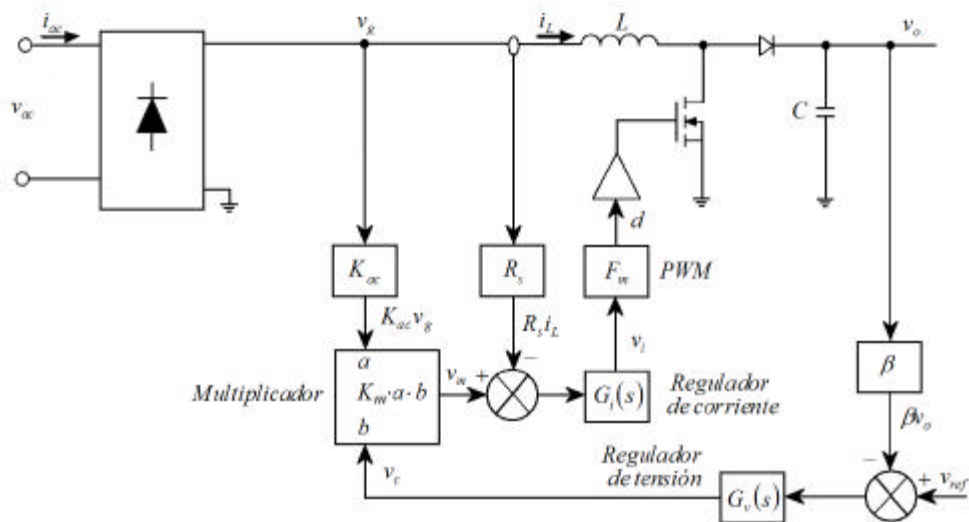 i_ac
v_g
i_L
L
v_o
v_ac
C
d
K_ac
R_s
F_m
PWM
K_ac v_g
R_s i_L
v_i
β
a
Multiplicador
K_m·a·b
b
v_m
+
−
G_i(s)
Regulador
de corriente
βv_o
v_c
Regulador
de tensión
G_v(s)
−
+
v_ref